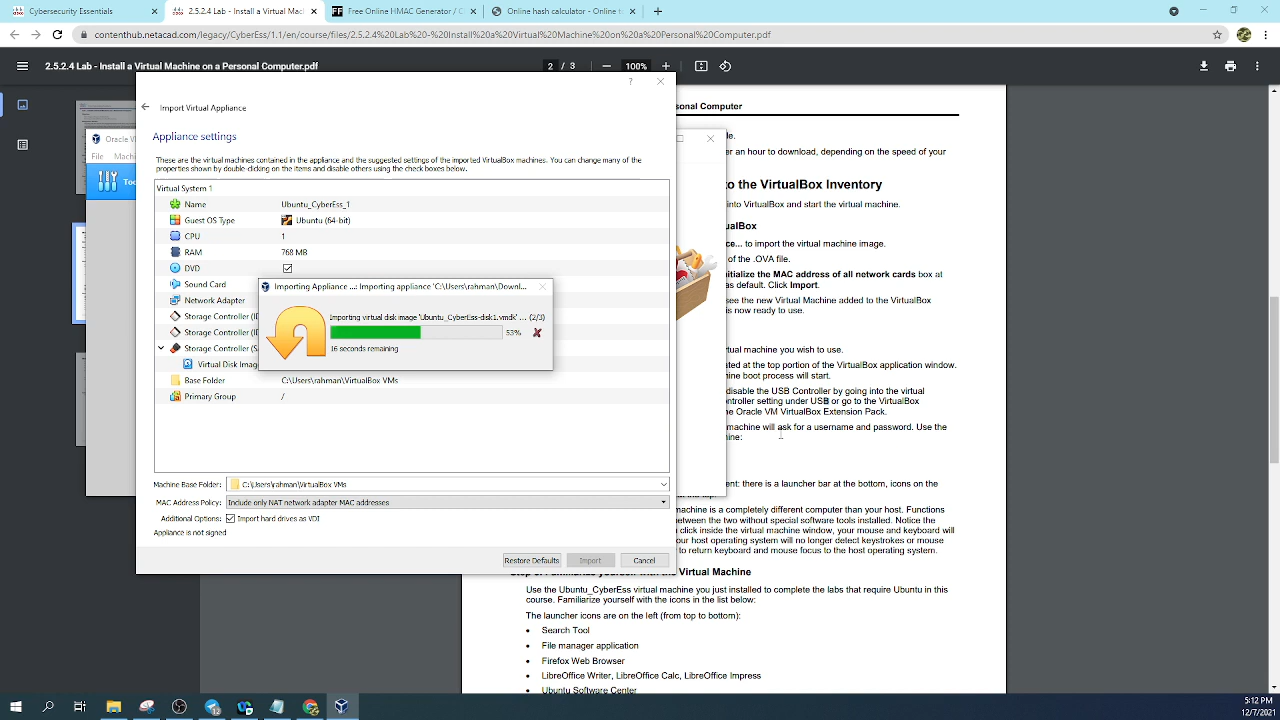 Cybersecurity Essentials
2.5.2.4 Lab - Install a Virtual Mac
Free Online HMAC Generator / C
Online hash calculator - Online t
contenthub.netacad.com/legacy/CyberEss/1.1/en/course/files/2.5.2.4%20Lab%20-%20Install%20a%20Virtual%20Machine%20on%20a%20Personal%20Computer.pdf
2.5.2.4 Lab - Install a Virtual Machine on a Personal Computer.pdf
2 / 3
100%
Oracle V
File Machi
Too
Import Virtual Appliance
Appliance settings
These are the virtual machines contained in the appliance and the suggested settings of the imported VirtualBox machines. You can change many of the
properties shown by double-clicking on the items and disable others using the check boxes below.
Virtual System 1
Name Ubuntu_CyberEss_1
Guest OS Type Ubuntu (64-bit)
CPU 1
RAM 768 MB
DVD
Sound Card
Network Adapter
Storage Controller (I
Storage Controller (I
Storage Controller (S
Virtual Disk Imag
Base Folder C:\Users\rahman\VirtualBox VMs
Primary Group /
Importing Appliance ...: Importing appliance 'C:\Users\rahman\Downl...
Importing virtual disk image 'Ubuntu_CyberEss-disk1.vmdk' ... (2/3)
53%
16 seconds remaining
Machine Base Folder: C:\Users\rahman\VirtualBox VMs
MAC Address Policy: Include only NAT network adapter MAC addresses
Additional Options: Import hard drives as VDI
Appliance is not signed
Restore Defaults Import Cancel
sonal Computer
le.
er an hour to download, depending on the speed of your
to the VirtualBox Inventory
into VirtualBox and start the virtual machine.
ualBox
ce... to import the virtual machine image.
of the .OVA file.
nitialize the MAC address of all network cards box at
as default. Click Import.
see the new Virtual Machine added to the VirtualBox
is now ready to use.
tual machine you wish to use.
ated at the top portion of the VirtualBox application window.
hine boot process will start.
disable the USB Controller by going into the virtual
ontroller setting under USB or go to the VirtualBox
he Oracle VM VirtualBox Extension Pack.
machine will ask for a username and password. Use the
hine:
ent: there is a launcher bar at the bottom, icons on the
machine is a completely different computer than your host. Functions
etween the two without special software tools installed. Notice the
click inside the virtual machine window, your mouse and keyboard will
our host operating system will no longer detect keystrokes or mouse
to return keyboard and mouse focus to the host operating system.
Virtual Machine
Use the Ubuntu_CyberEss virtual machine you just installed to complete the labs that require Ubuntu in this
course. Familiarize yourself with the icons in the list below:
The launcher icons are on the left (from top to bottom):
• Search Tool
• File manager application
• Firefox Web Browser
• LibreOffice Writer, LibreOffice Calc, LibreOffice Impress
• Ubuntu Software Center
5:12 PM
12/7/2021